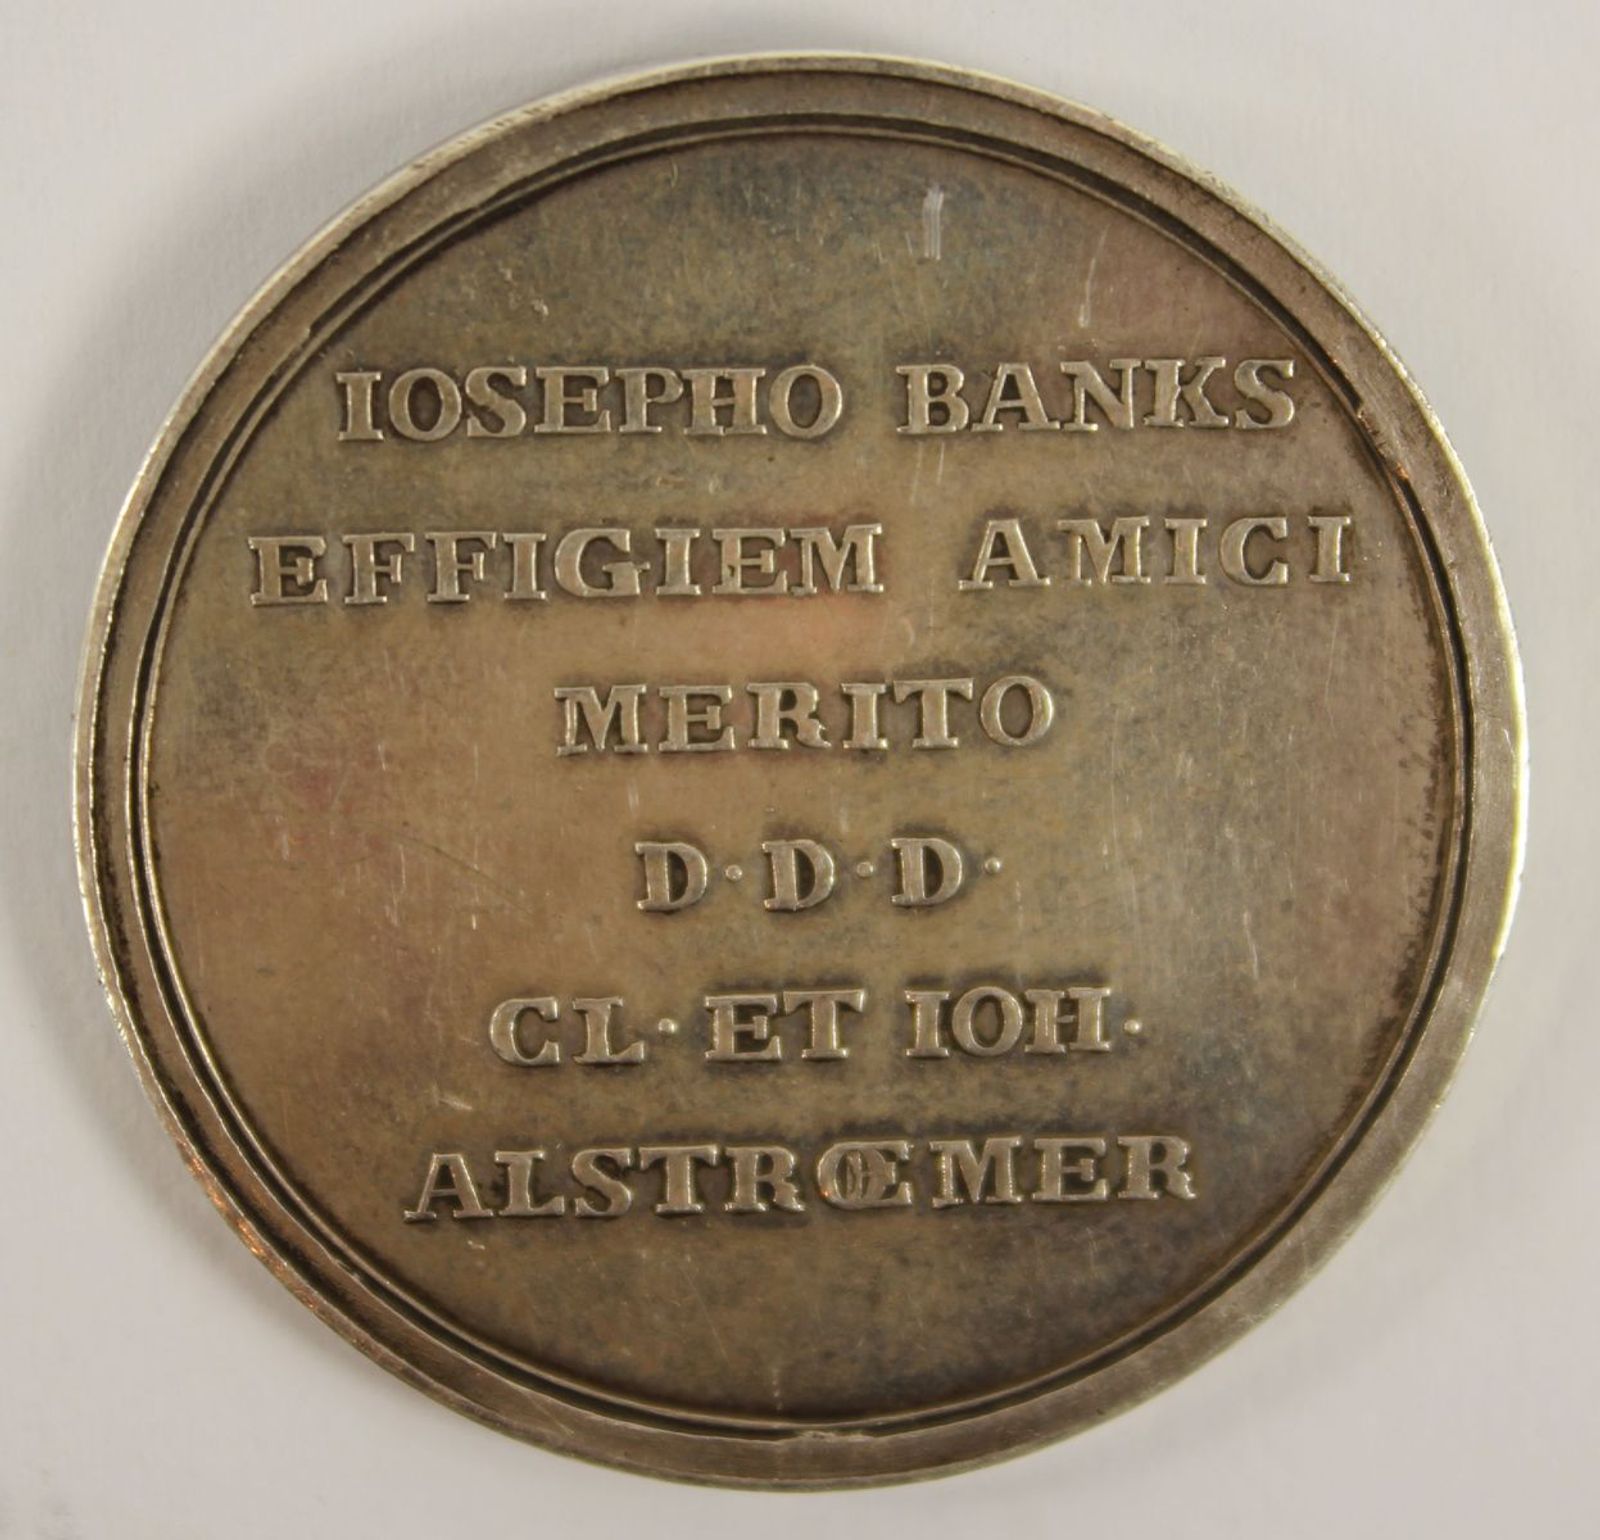 IOSEPHO BANKS
EFFIGIEM AMICI
MERITO
D·D·D·
CL·ET IOH·
ALSTRŒMER